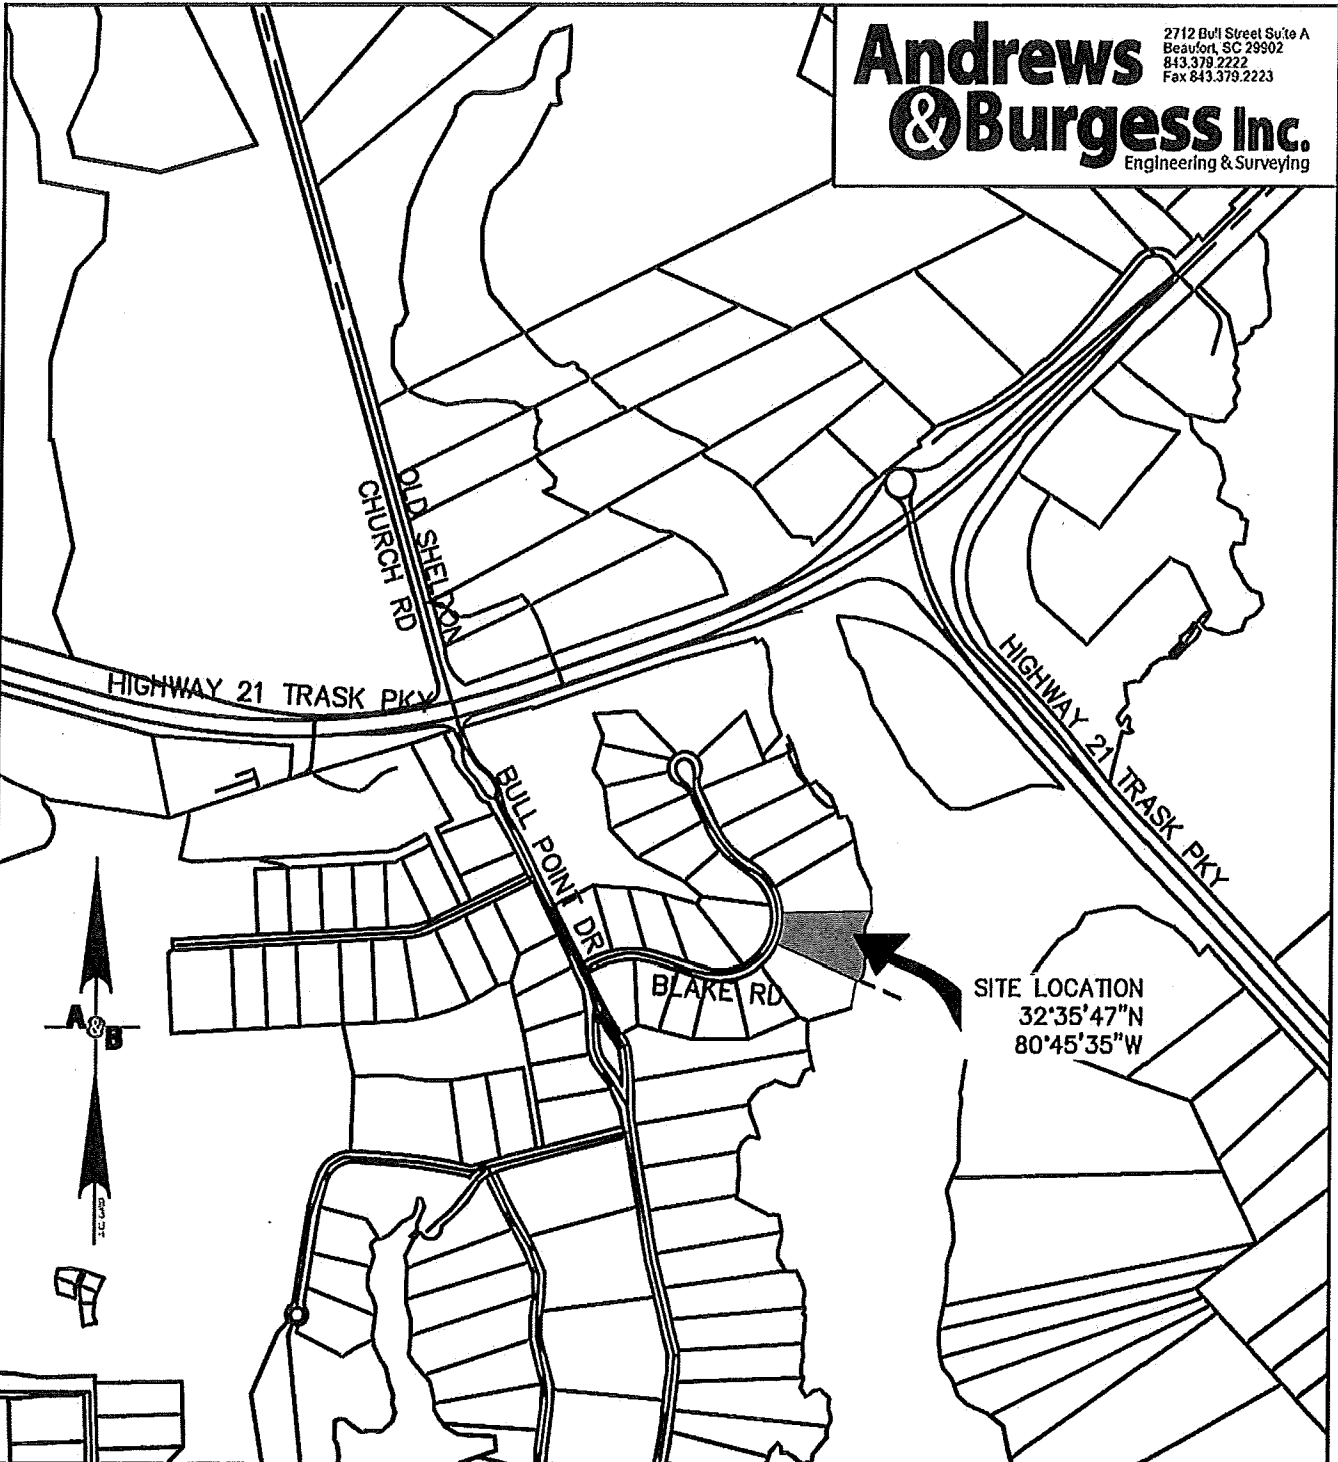 Andrews
& Burgess Inc.
Engineering & Surveying
2712 Bull Street Suite A
Beaufort, SC 29902
843.379.2222
Fax 843.379.2223
OLD SHELDON
CHURCH RD
HIGHWAY 21 TRASK PKY
HIGHWAY 21 TRASK PKY
BULL POINT DR
BLAKE RD
SITE LOCATION
32°35'47"N
80°45'35"W
A&B